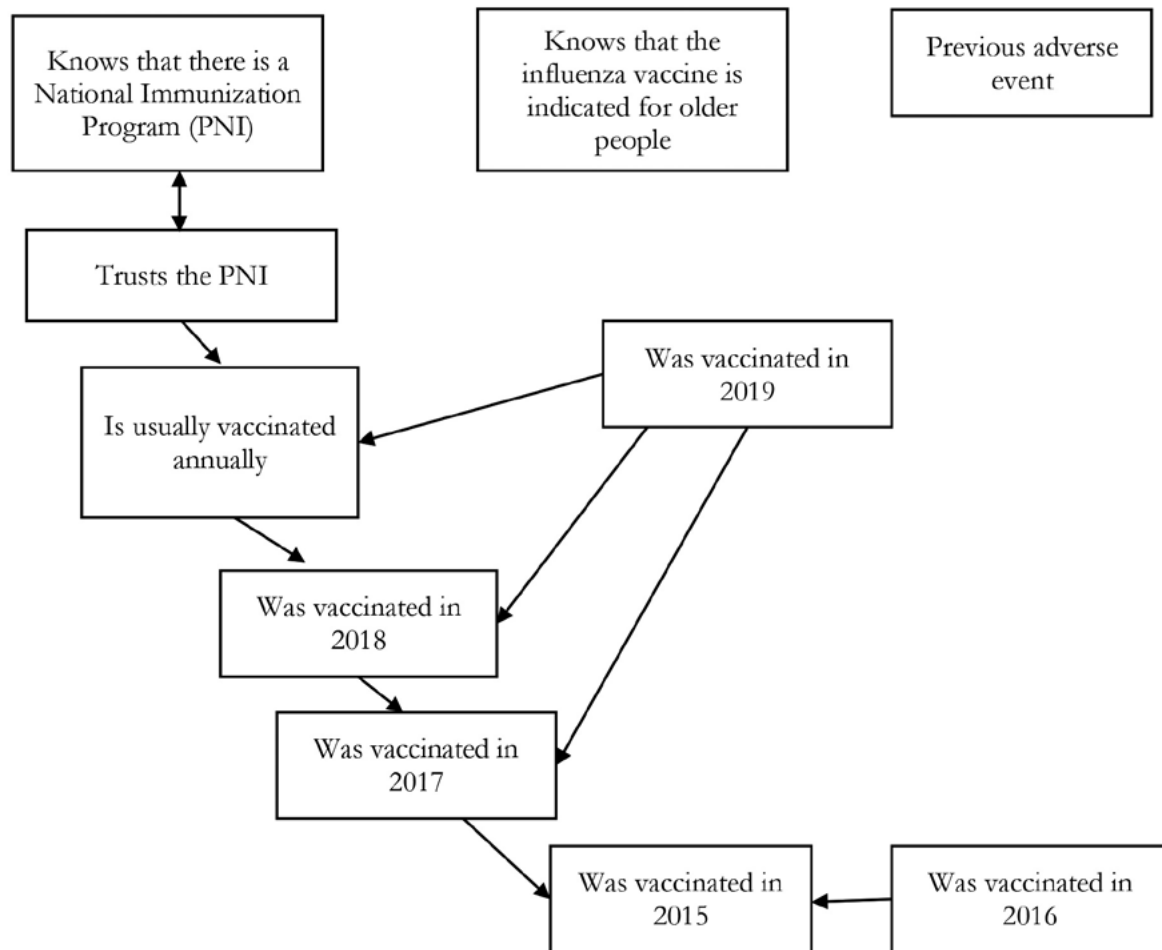 Knows that there is a
National Immunization
Program (PNI)
Knows that the
influenza vaccine is
indicated for older
people
Previous adverse
event
Trusts the PNI
Is usually vaccinated
annually
Was vaccinated in
2019
Was vaccinated in
2018
Was vaccinated in
2017
Was vaccinated in
2015
Was vaccinated in
2016